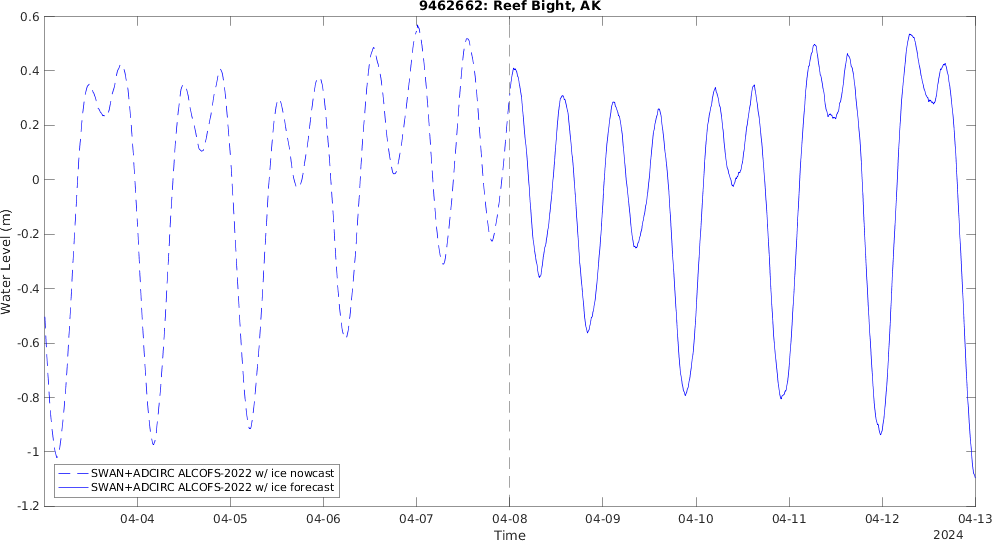 9462662: Reef Bight, AK
0.6
0.4
0.2
0
-0.2
-0.4
-0.6
-0.8
-1
-1.2
Water Level (m)
SWAN+ADCIRC ALCOFS-2022 w/ ice nowcast
SWAN+ADCIRC ALCOFS-2022 w/ ice forecast
04-04 04-05 04-06 04-07 04-08 04-09 04-10 04-11 04-12 04-13
Time
2024